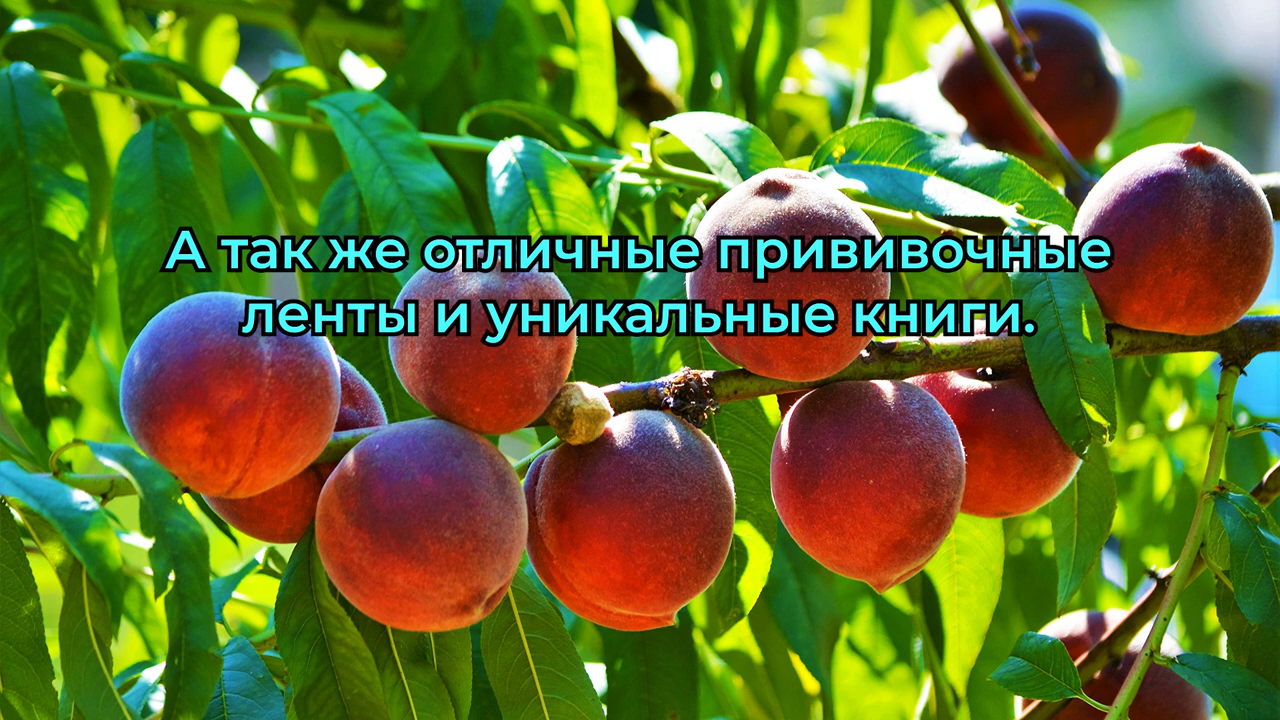 А так же отличные прививочные
ленты и уникальные книги.